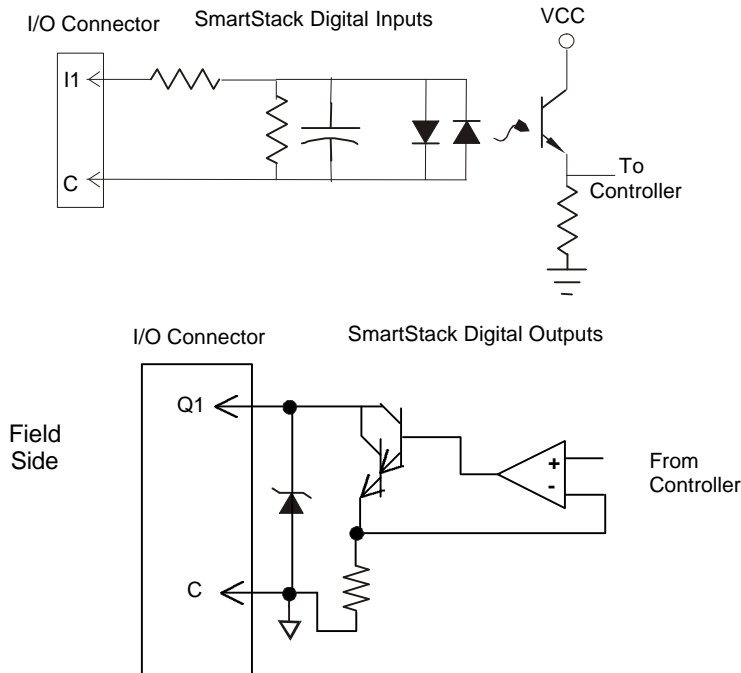 I/O Connector
SmartStack Digital Inputs
VCC
I1
C
To
Controller
I/O Connector
SmartStack Digital Outputs
Q1
Field
Side
+
-
From
Controller
C